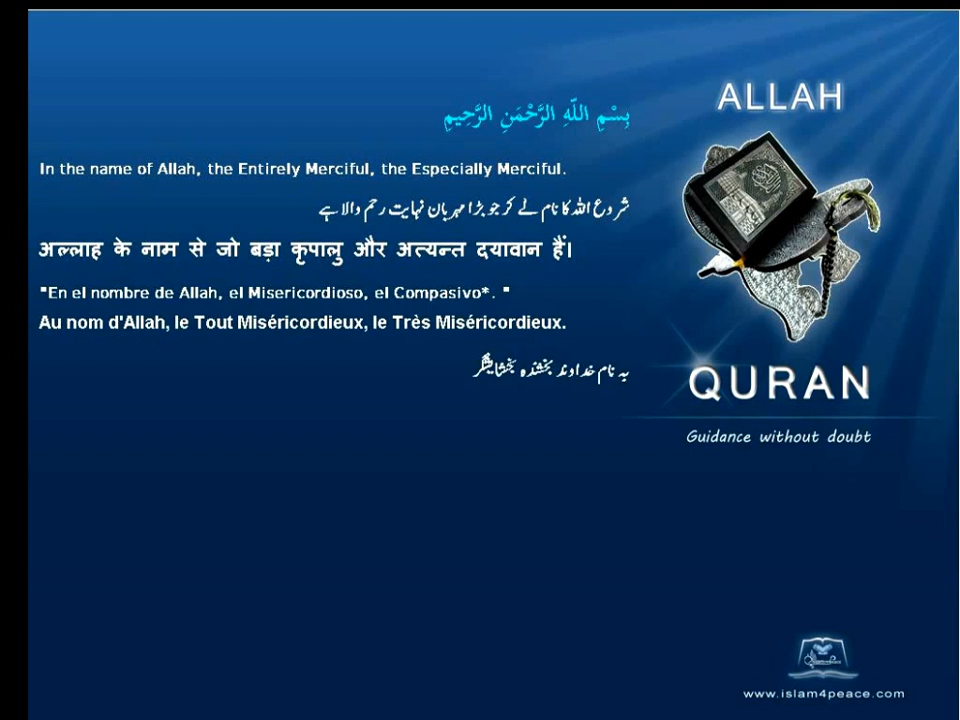 بِسْمِ اللّهِ الرَّحْمَنِ الرَّحِيمِ
In the name of Allah, the Entirely Merciful, the Especially Merciful.
شروع الله کا نام لے کر جو بڑا مہربان نہایت رحم والا ہے
अल्लाह के नाम से जो बड़ा कृपालु और अत्यन्त दयावान हैं।
"En el nombre de Allah, el Misericordioso, el Compasivo*. "
Au nom d'Allah, le Tout Miséricordieux, le Très Miséricordieux.
به نام خداوند بخشنده بخشایشگر
ALLAH
QURAN
Guidance without doubt
www.islam4peace.com